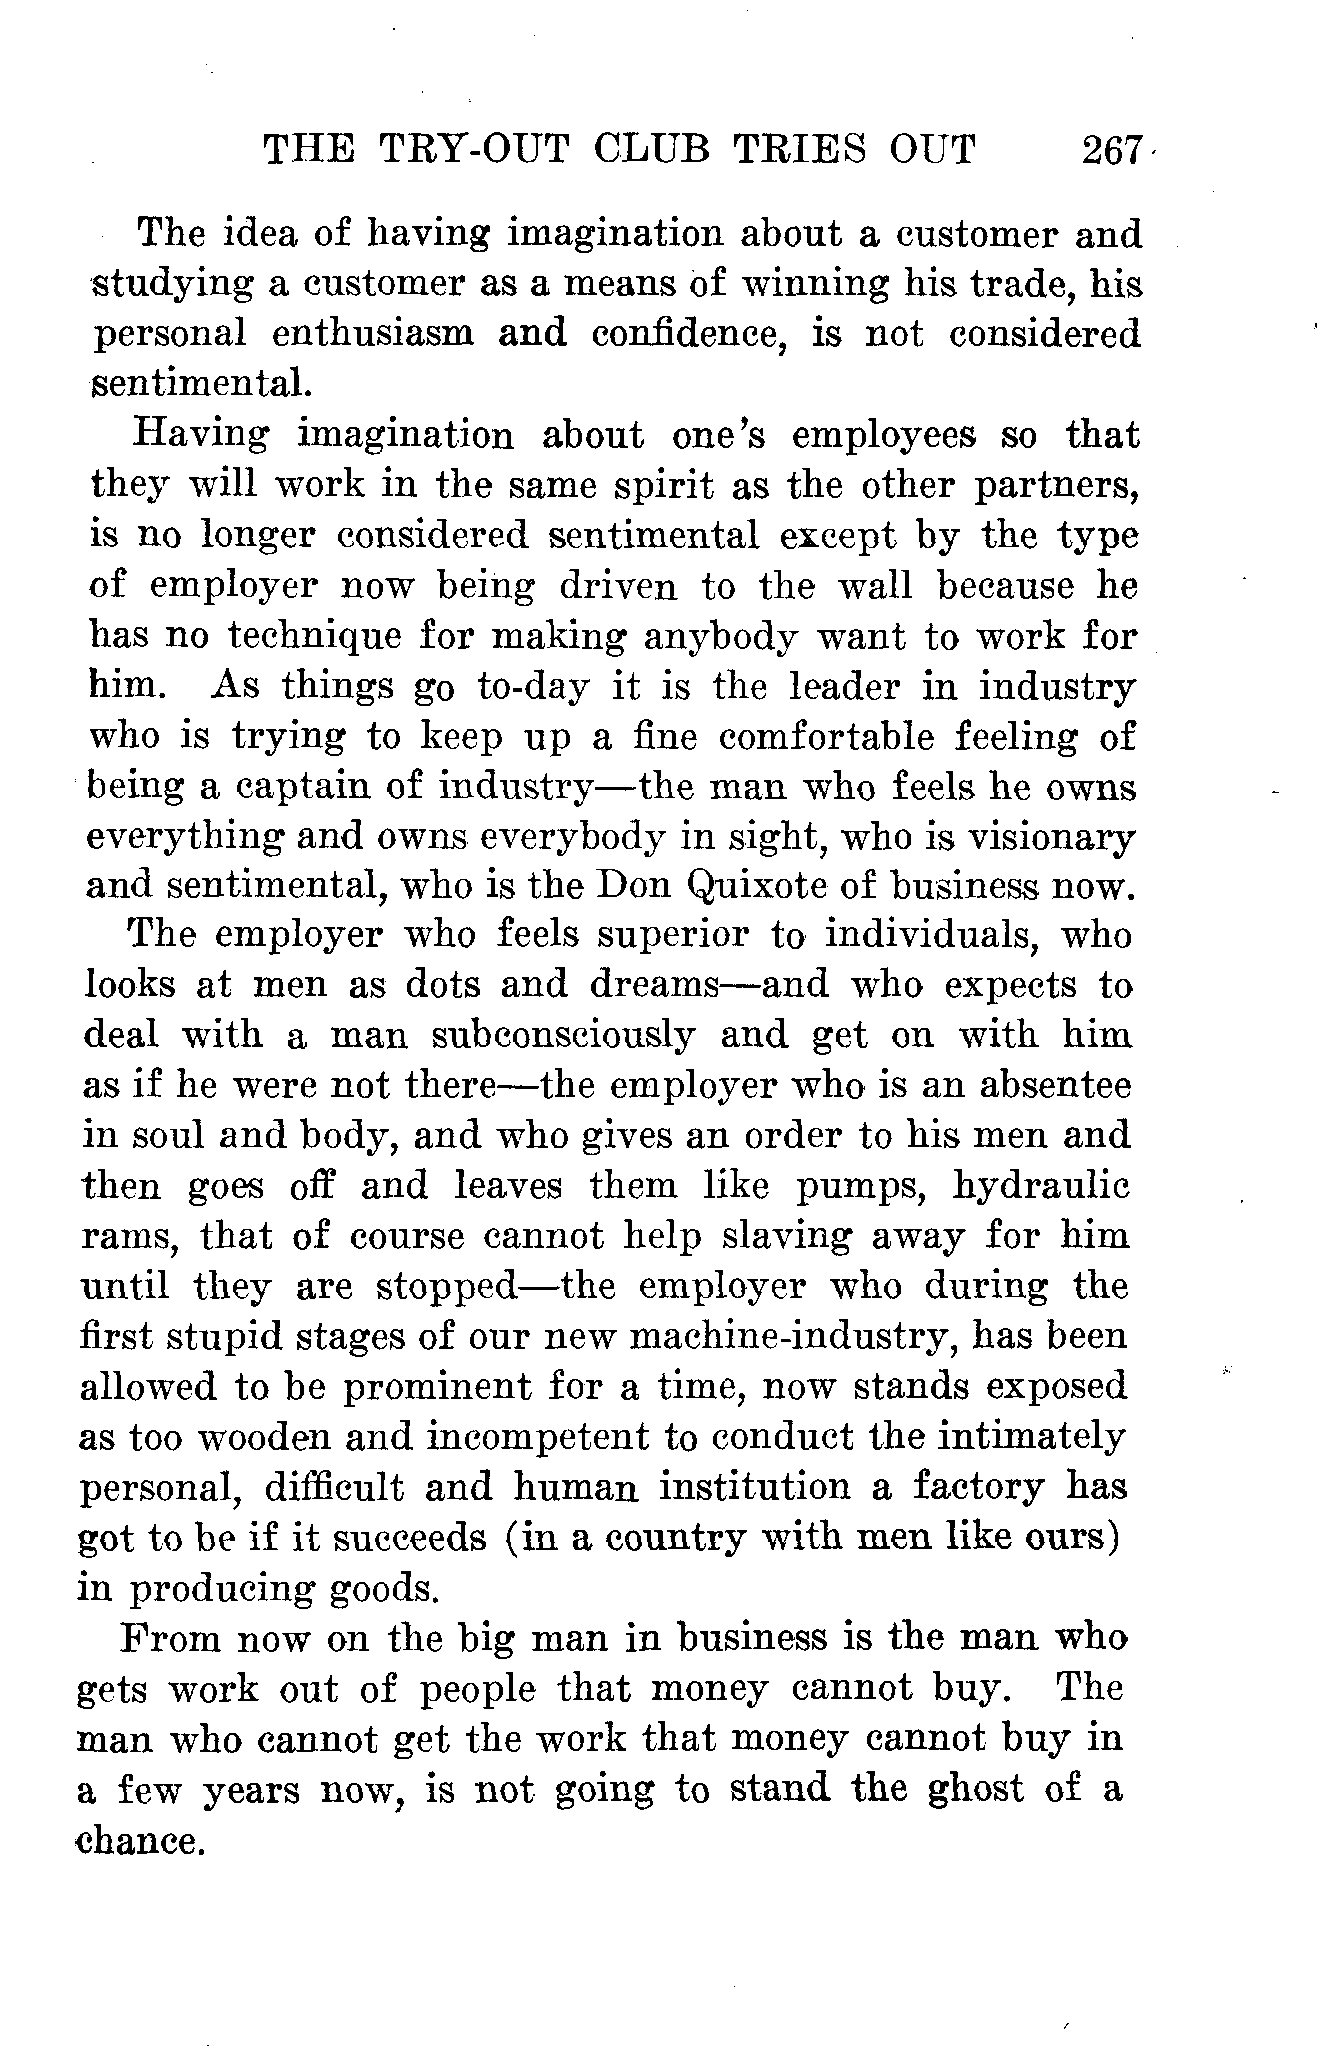 THE TRY-OUT CLUB TRIES OUT 267
The idea of having imagination about a customer and
studying a customer as a means of winning his trade, his
personal enthusiasm and confidence, is not considered
sentimental.
Having imagination about one's employees so that
they will work in the same spirit as the other partners,
is no longer considered sentimental except by the type
of employer now being driven to the wall because he
has no technique for making anybody want to work for
him. As things go to-day it is the leader in industry
who is trying to keep up a fine comfortable feeling of
being a captain of industry—the man who feels he owns
everything and owns everybody in sight, who is visionary
and sentimental, who is the Don Quixote of business now.
The employer who feels superior to individuals, who
looks at men as dots and dreams—and who expects to
deal with a man subconsciously and get on with him
as if he were not there—the employer who is an absentee
in soul and body, and who gives an order to his men and
then goes off and leaves them like pumps, hydraulic
rams, that of course cannot help slaving away for him
until they are stopped—the employer who during the
first stupid stages of our new machine-industry, has been
allowed to be prominent for a time, now stands exposed
as too wooden and incompetent to conduct the intimately
personal, difficult and human institution a factory has
got to be if it succeeds (in a country with men like ours)
in producing goods.
From now on the big man in business is the man who
gets work out of people that money cannot buy. The
man who cannot get the work that money cannot buy in
a few years now, is not going to stand the ghost of a
chance.